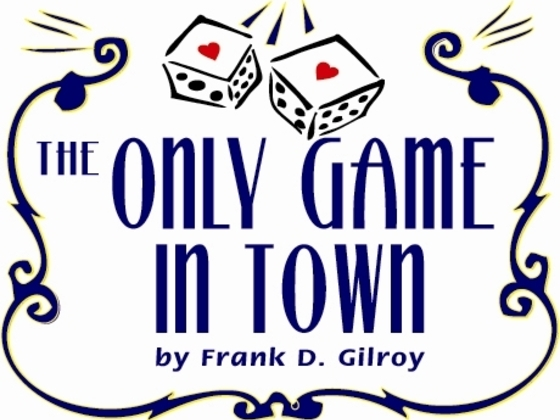 THE ONLY GAME
IN TOWN
by Frank D. Gilroy